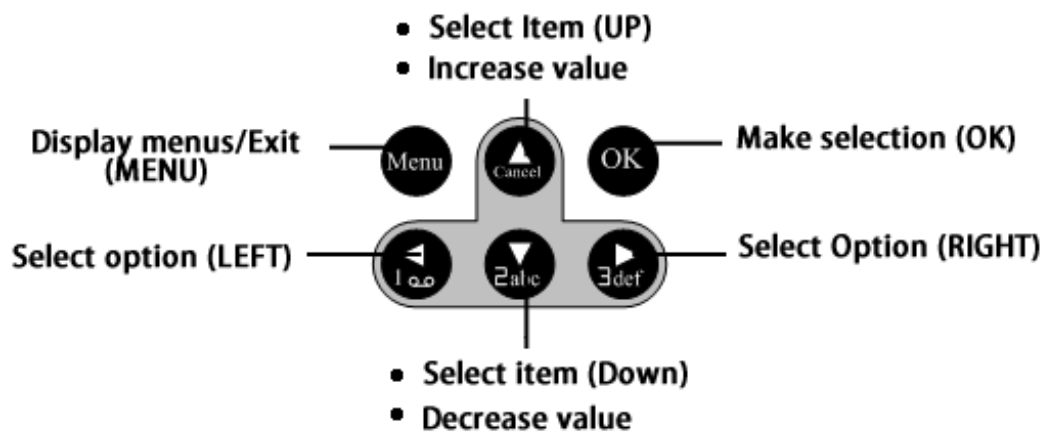 • Select Item (UP)
• Increase value
Display menus/Exit
(MENU)
Menu
Cancel
OK
Make selection (OK)
Select option (LEFT)
1
2abc
3def
Select Option (RIGHT)
• Select item (Down)
• Decrease value